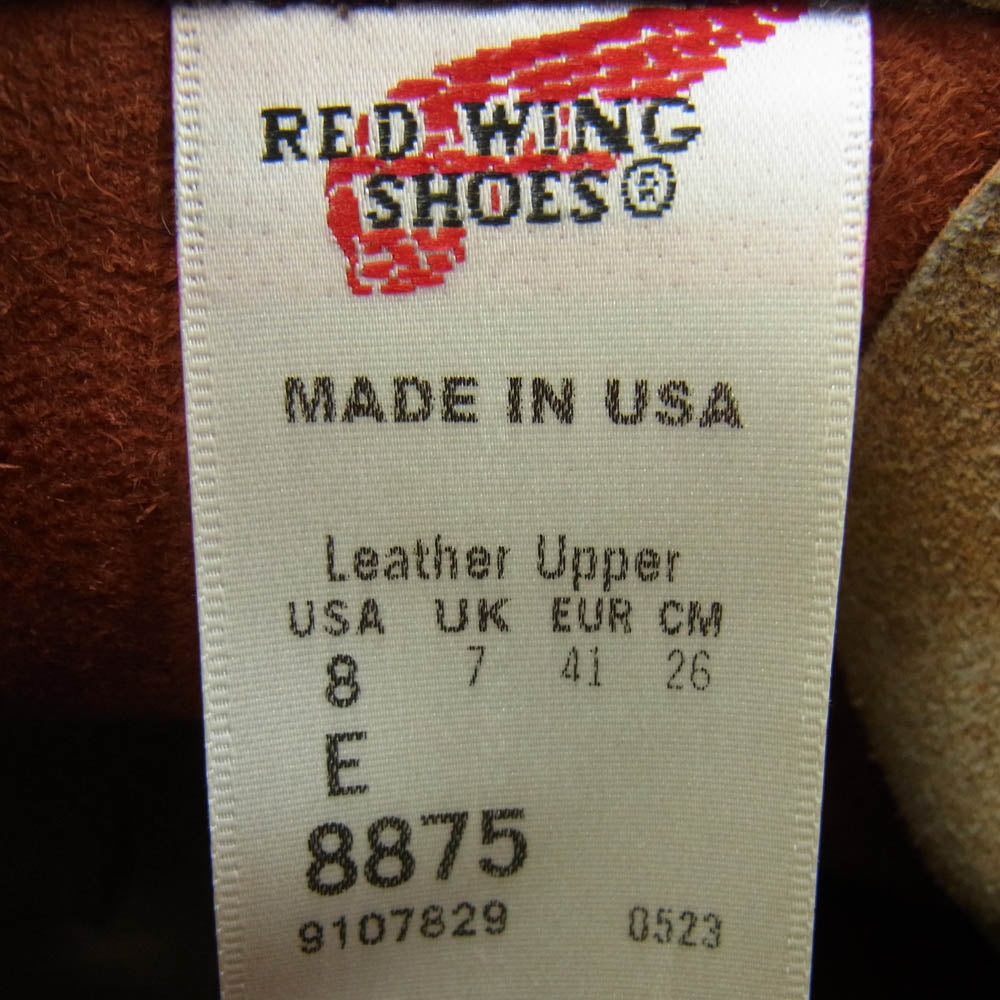 RED WING
SHOES®
MADE IN USA
Leather Upper
USA UK EUR CM
8 7 41 26
E
8875
9107829 0523